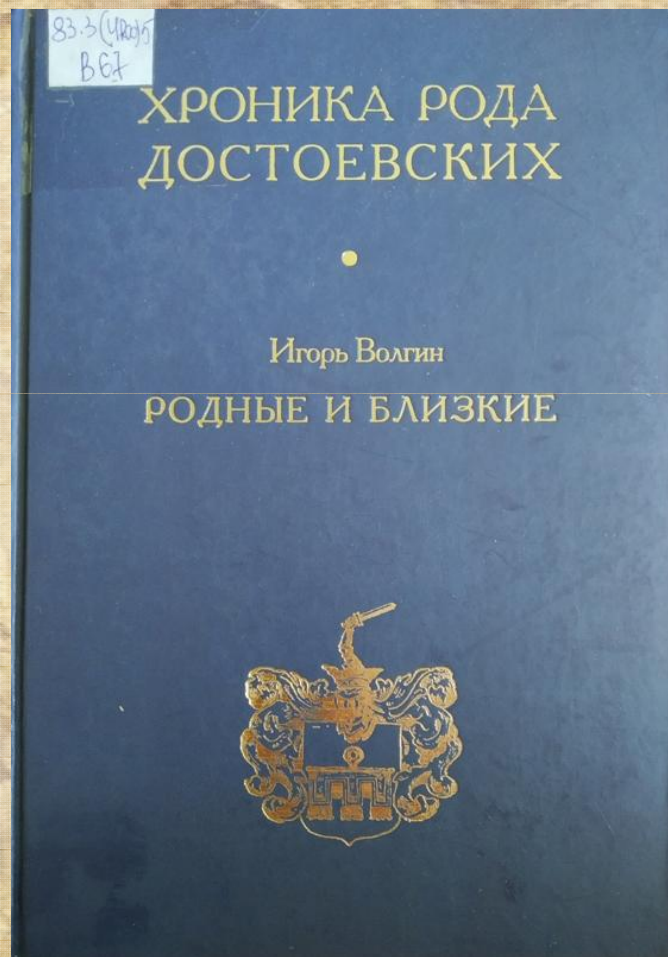 83.3(4Рос)5
В67
ХРОНИКА РОДА
ДОСТОЕВСКИХ
Игорь Волгин
РОДНЫЕ И БЛИЗКИЕ